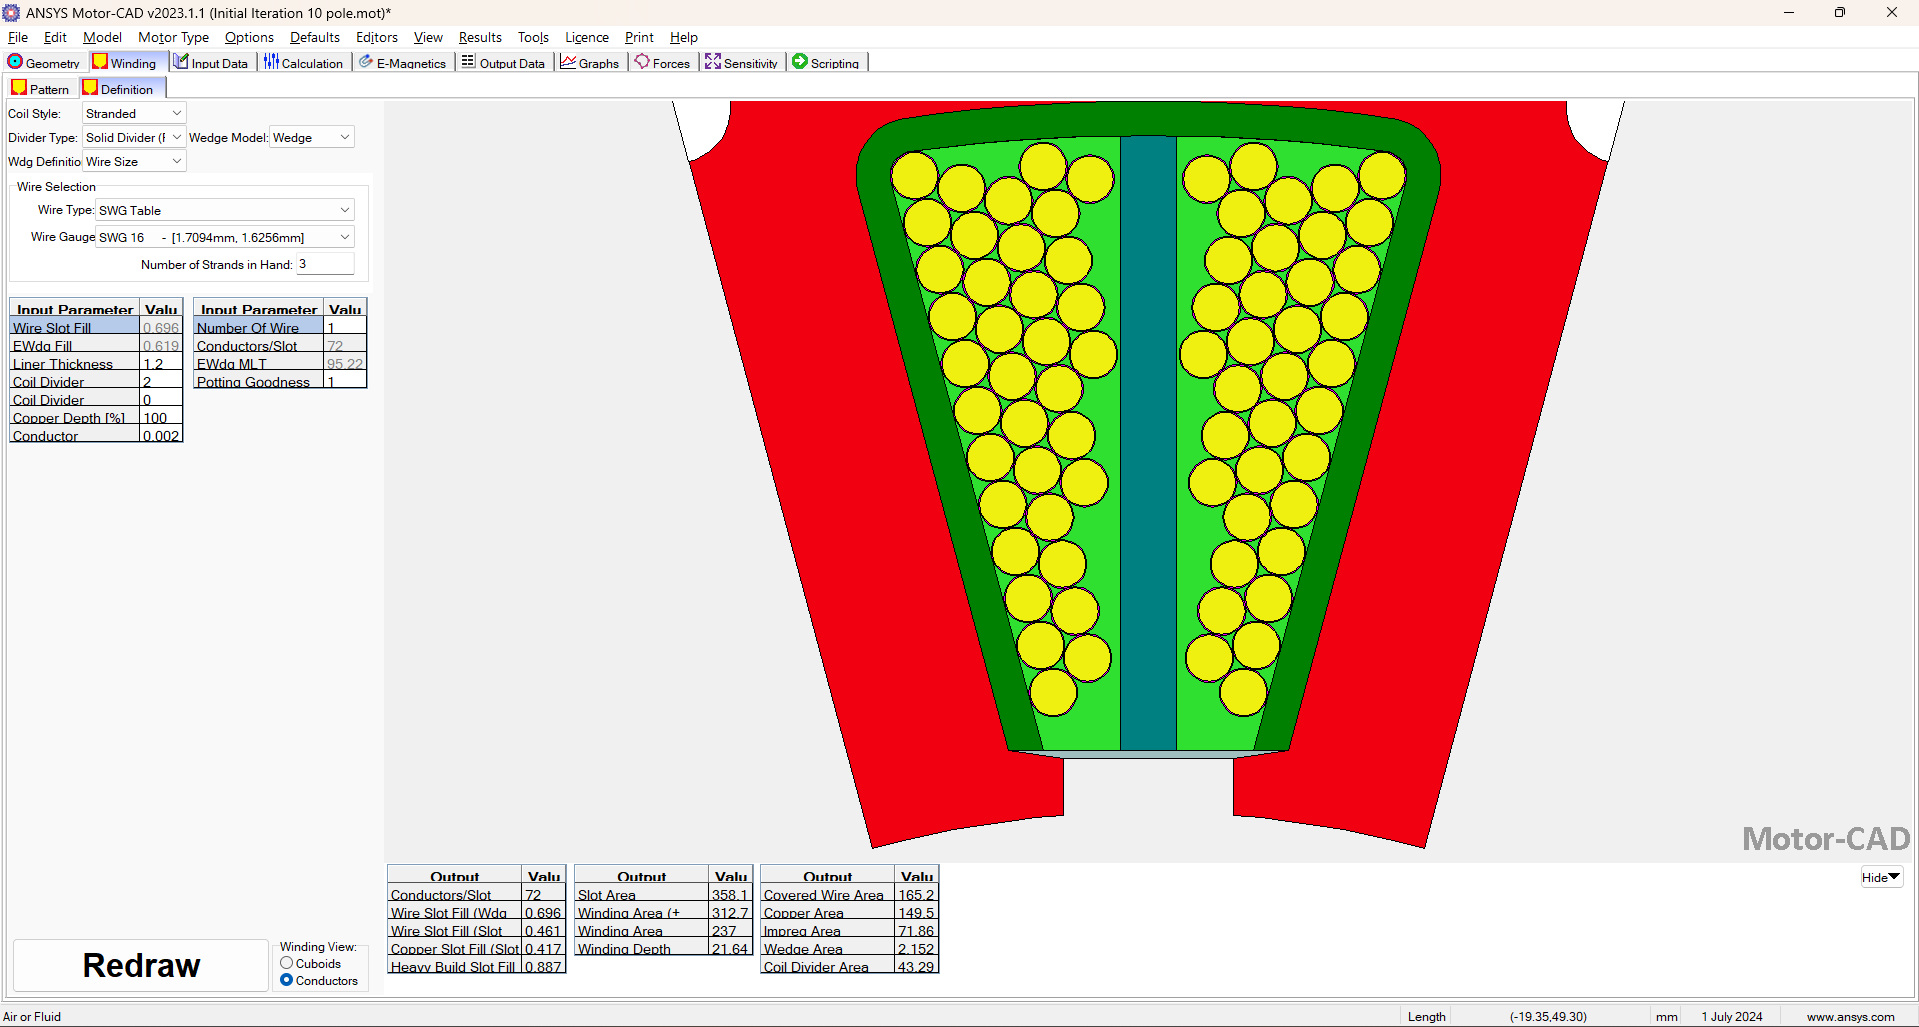 ANSYS Motor-CAD v2023.1.1 (Initial Iteration 10 pole.mot)*
File Edit Model Motor Type Options Defaults Editors View Results Tools Licence Print Help
Geometry Winding Input Data Calculation E-Magnetics Output Data Graphs Forces Sensitivity Scripting
Pattern Definition
Coil Style: Stranded
Divider Type: Solid Divider (F Wedge Model: Wedge
Wdg Definitio Wire Size
Wire Selection
Wire Type: SWG Table
Wire Gauge SWG 16 - [1.7094mm, 1.6256mm]
Number of Strands in Hand: 3
Input Parameter Valu Input Parameter Valu
Wire Slot Fill 0.696 Number Of Wire 1
EWdg Fill 0.619 Conductors/Slot 72
Liner Thickness 1.2 EWdg MLT 95.22
Coil Divider 2 Potting Goodness 1
Coil Divider 0
Copper Depth [%] 100
Conductor 0.002
Motor-CAD
Hide
Output Valu Output Valu Output Valu
Conductors/Slot 72 Slot Area 358.1 Covered Wire Area 165.2
Wire Slot Fill (Wdg 0.696 Winding Area (+ 312.7 Copper Area 149.5
Wire Slot Fill (Slot 0.461 Winding Area 237 Impreg Area 71.86
Copper Slot Fill (Slot 0.417 Winding Depth 21.64 Wedge Area 2.152
Heavy Build Slot Fill 0.887 Coil Divider Area 43.29
Redraw
Winding View:
Cuboids
Conductors
Air or Fluid Length (-19.35,49.30) mm 1 July 2024 www.ansys.com